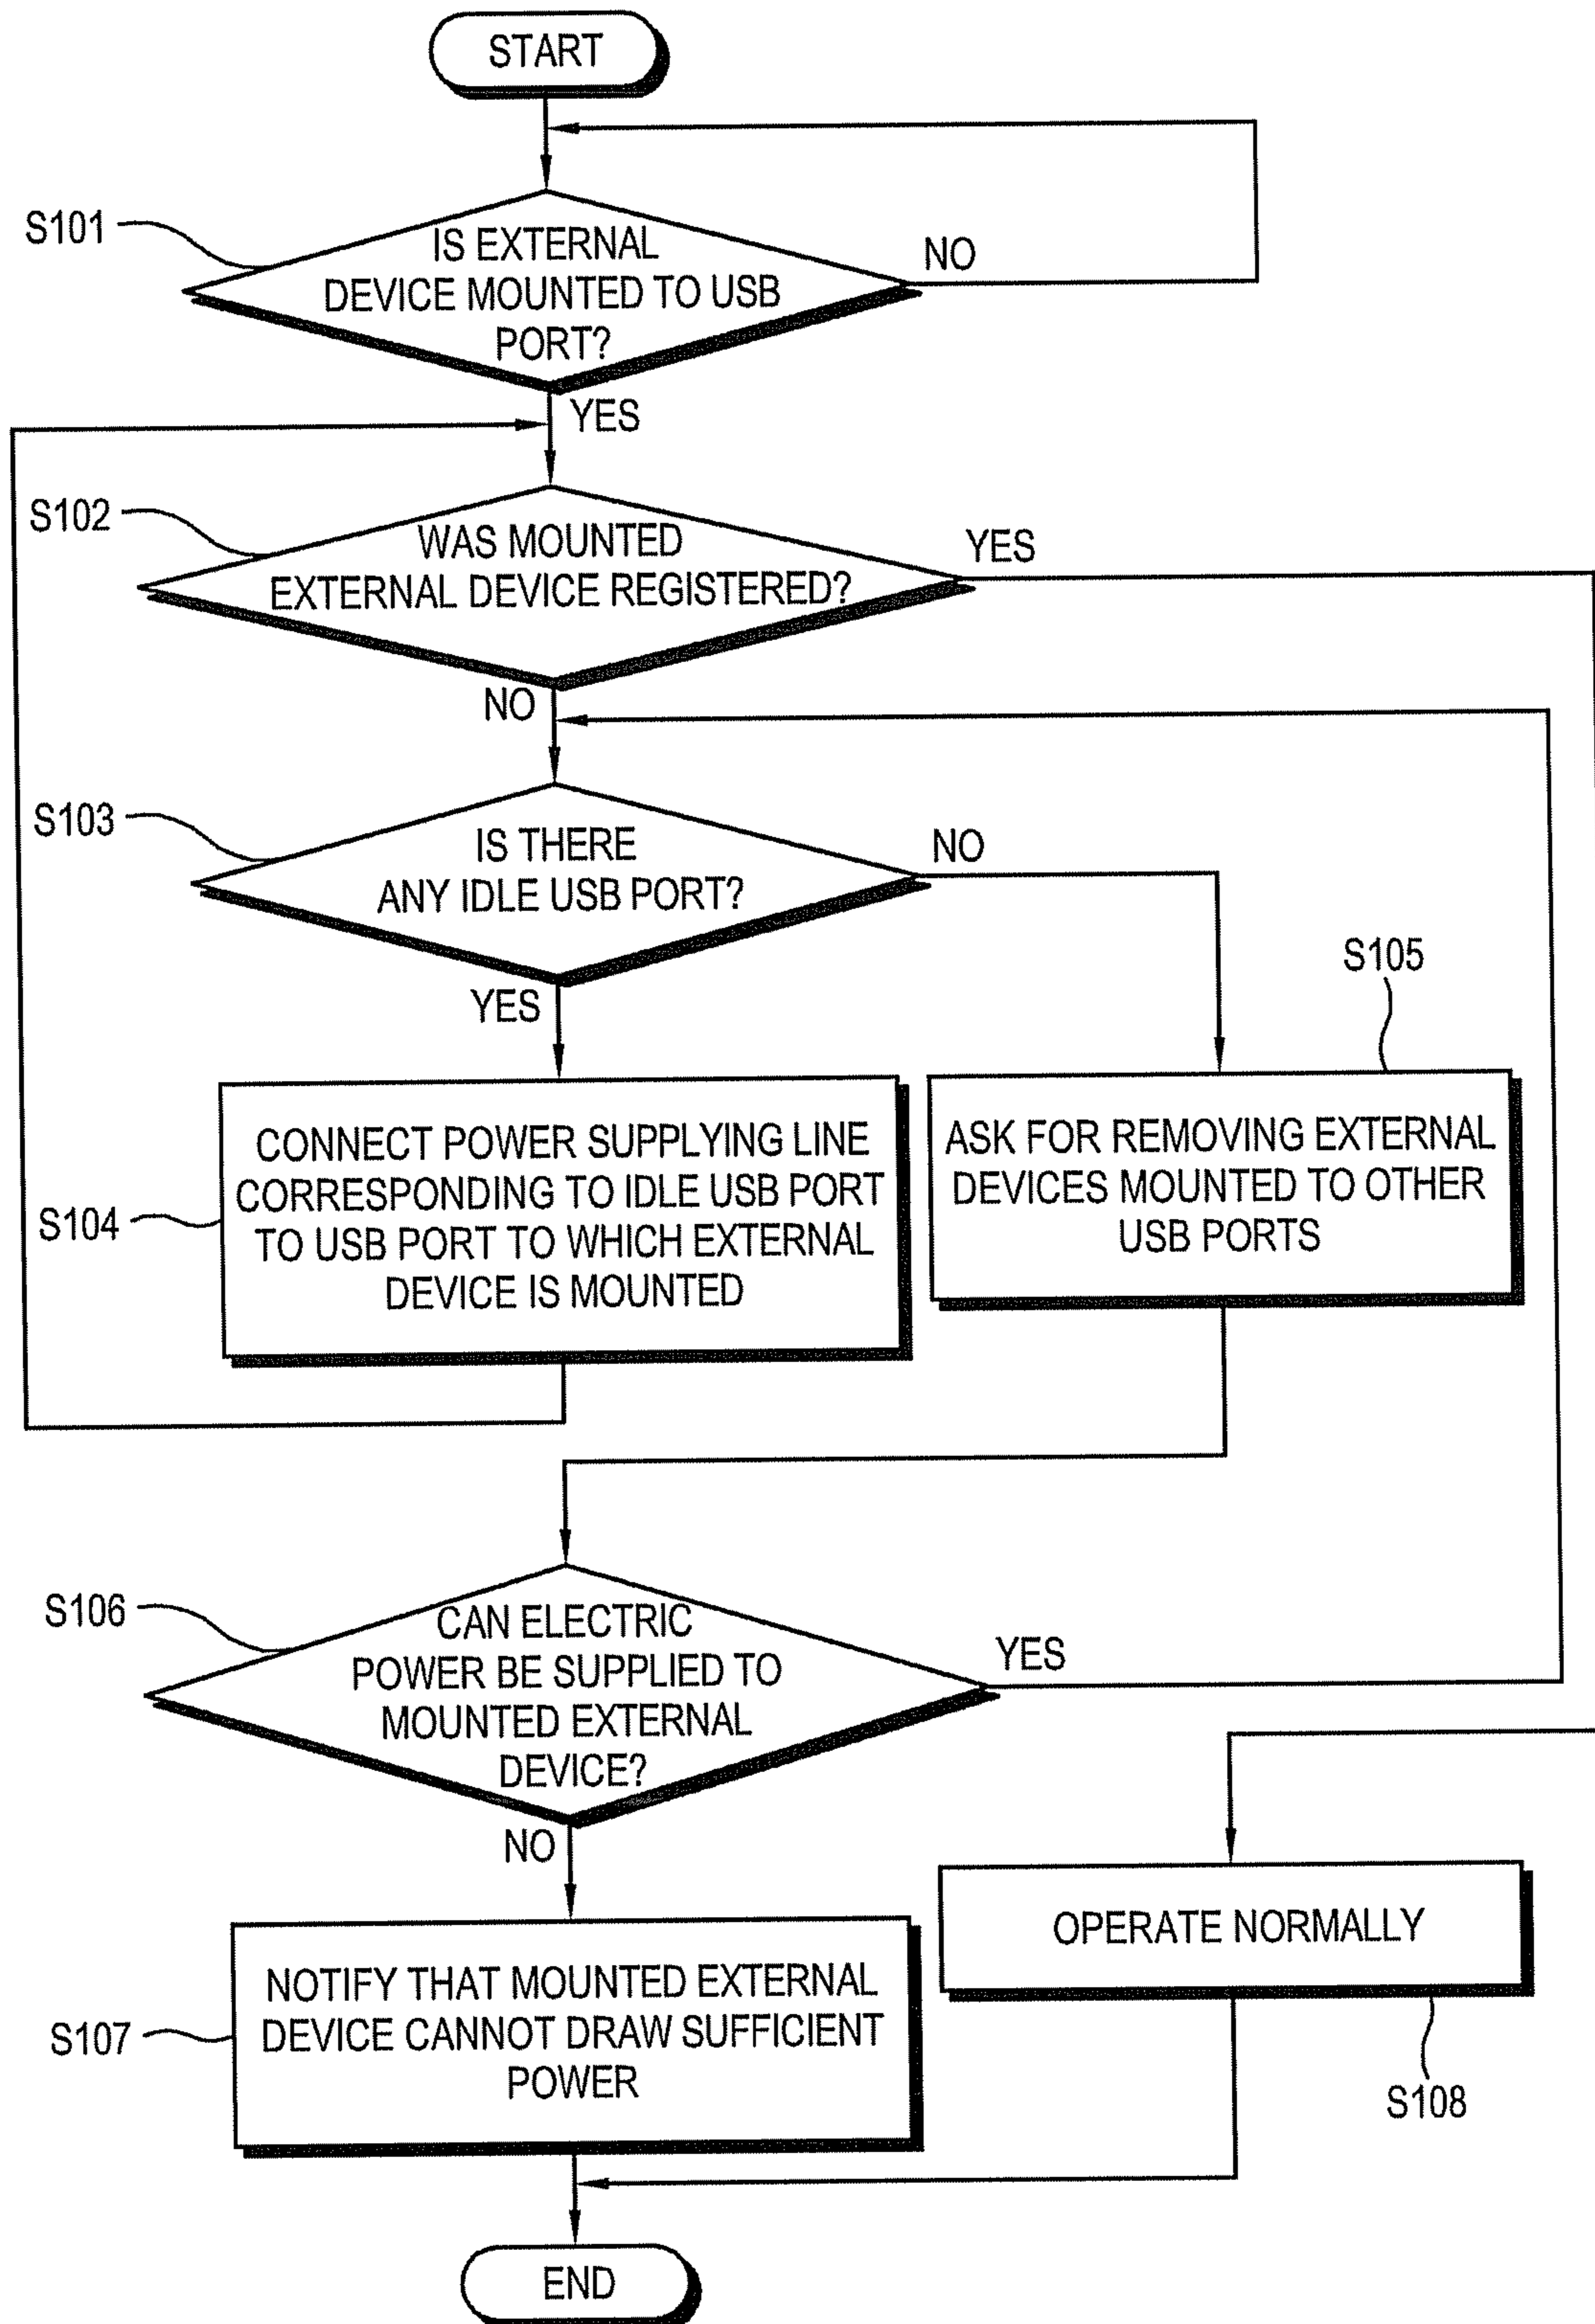 START
S101
IS EXTERNAL
DEVICE MOUNTED TO USB
PORT?
NO
YES
S102
WAS MOUNTED
EXTERNAL DEVICE REGISTERED?
YES
NO
S103
IS THERE
ANY IDLE USB PORT?
NO
YES
S105
S104
CONNECT POWER SUPPLYING LINE
CORRESPONDING TO IDLE USB PORT
TO USB PORT TO WHICH EXTERNAL
DEVICE IS MOUNTED
ASK FOR REMOVING EXTERNAL
DEVICES MOUNTED TO OTHER
USB PORTS
S106
CAN ELECTRIC
POWER BE SUPPLIED TO
MOUNTED EXTERNAL
DEVICE?
YES
NO
S107
NOTIFY THAT MOUNTED EXTERNAL
DEVICE CANNOT DRAW SUFFICIENT
POWER
OPERATE NORMALLY
S108
END